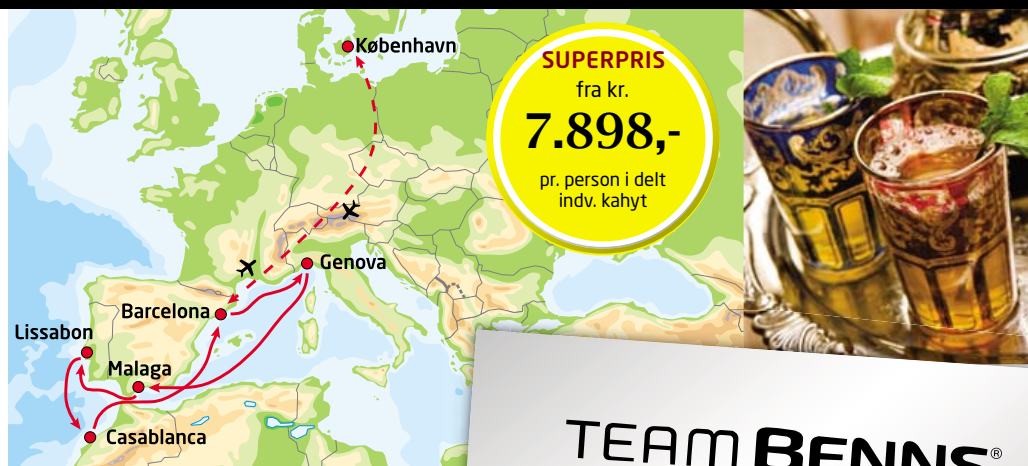 København
SUPERPRIS
fra kr.
7.898,-
pr. person i delt
indv. kahyt
Genova
Barcelona
Lissabon
Malaga
Casablanca
TEAM BENNS®